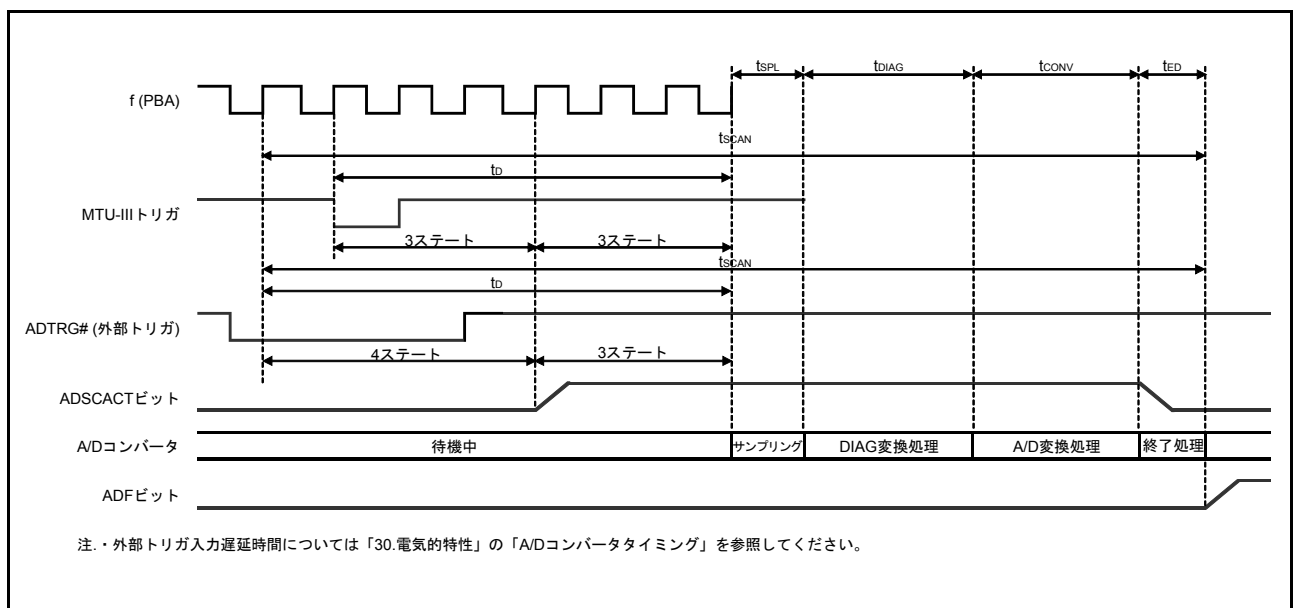 tSPL tDIAG tCONV tED
f (PBA)
tSCAN
tD
MTU-IIIトリガ
3ステート 3ステート
tSCAN
tD
ADTRG# (外部トリガ)
4ステート 3ステート
ADSCACTビット
A/Dコンバータ 待機中 サンプリング DIAG変換処理 A/D変換処理 終了処理
ADFビット
注.・外部トリガ入力遅延時間については「30.電気的特性」の「A/Dコンバータタイミング」を参照してください。